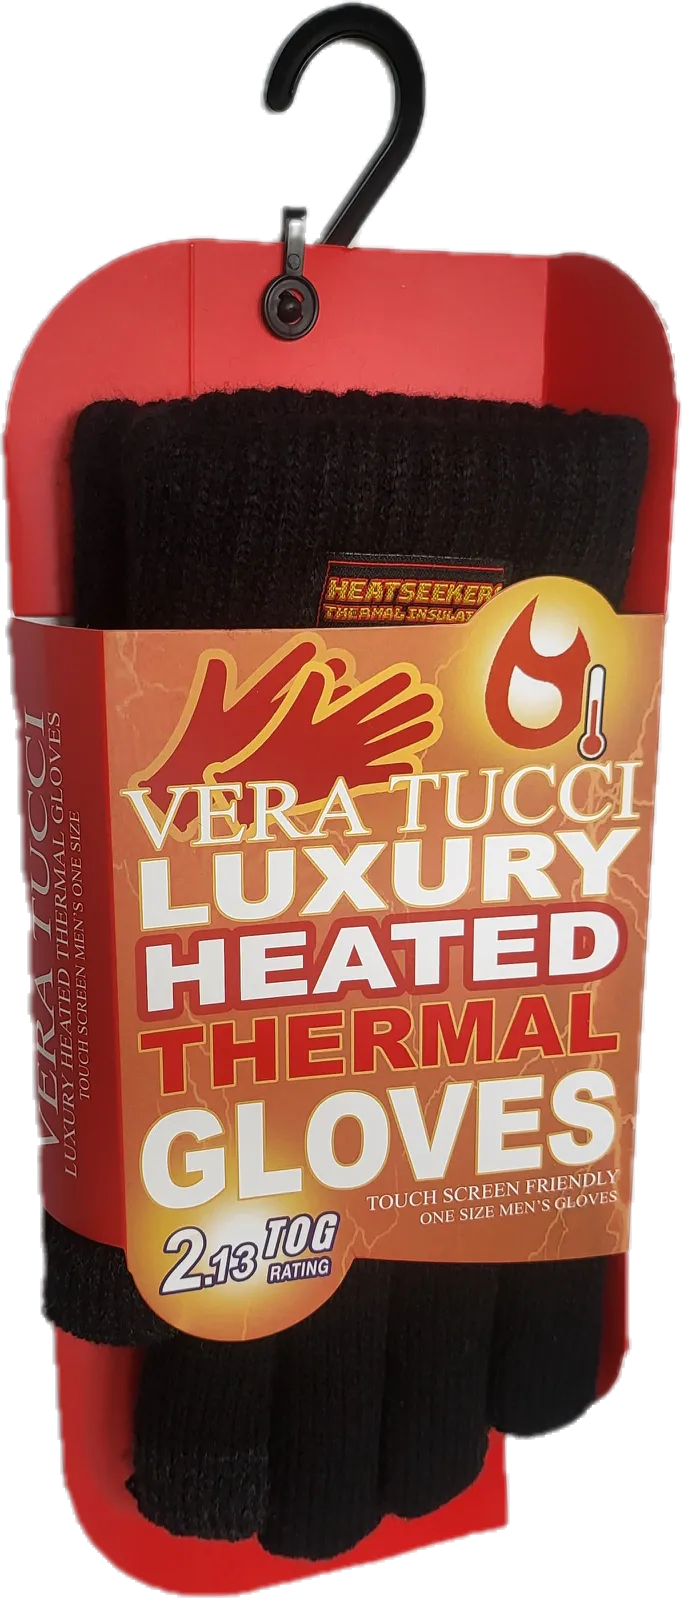 HEATSEEKER
THERMAL
VERA TUCCI
LUXURY
HEATED
THERMAL
GLOVES
TOUCH SCREEN FRIENDLY
ONE SIZE MEN'S GLOVES
2.13 TOG
RATING
VERA TUCCI
LUXURY HEATED THERMAL GLOVES
TOUCH SCREEN MEN'S ONE SIZE